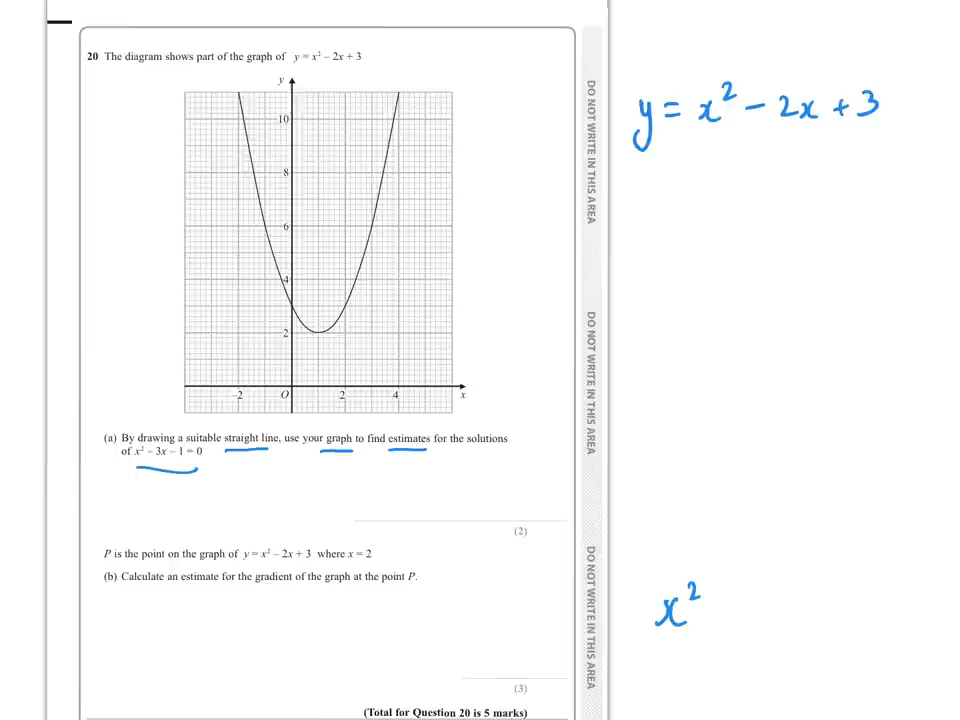 20 The diagram shows part of the graph of y = x² – 2x + 3
y
10
8
6
4
2
–2 O 2 4 x
(a) By drawing a suitable straight line, use your graph to find estimates for the solutions
of x² – 3x – 1 = 0
(2)
P is the point on the graph of y = x² – 2x + 3 where x = 2
(b) Calculate an estimate for the gradient of the graph at the point P.
(3)
(Total for Question 20 is 5 marks)
DO NOT WRITE IN THIS AREA
DO NOT WRITE IN THIS AREA
DO NOT WRITE IN THIS AREA
y = x² – 2x + 3
x²